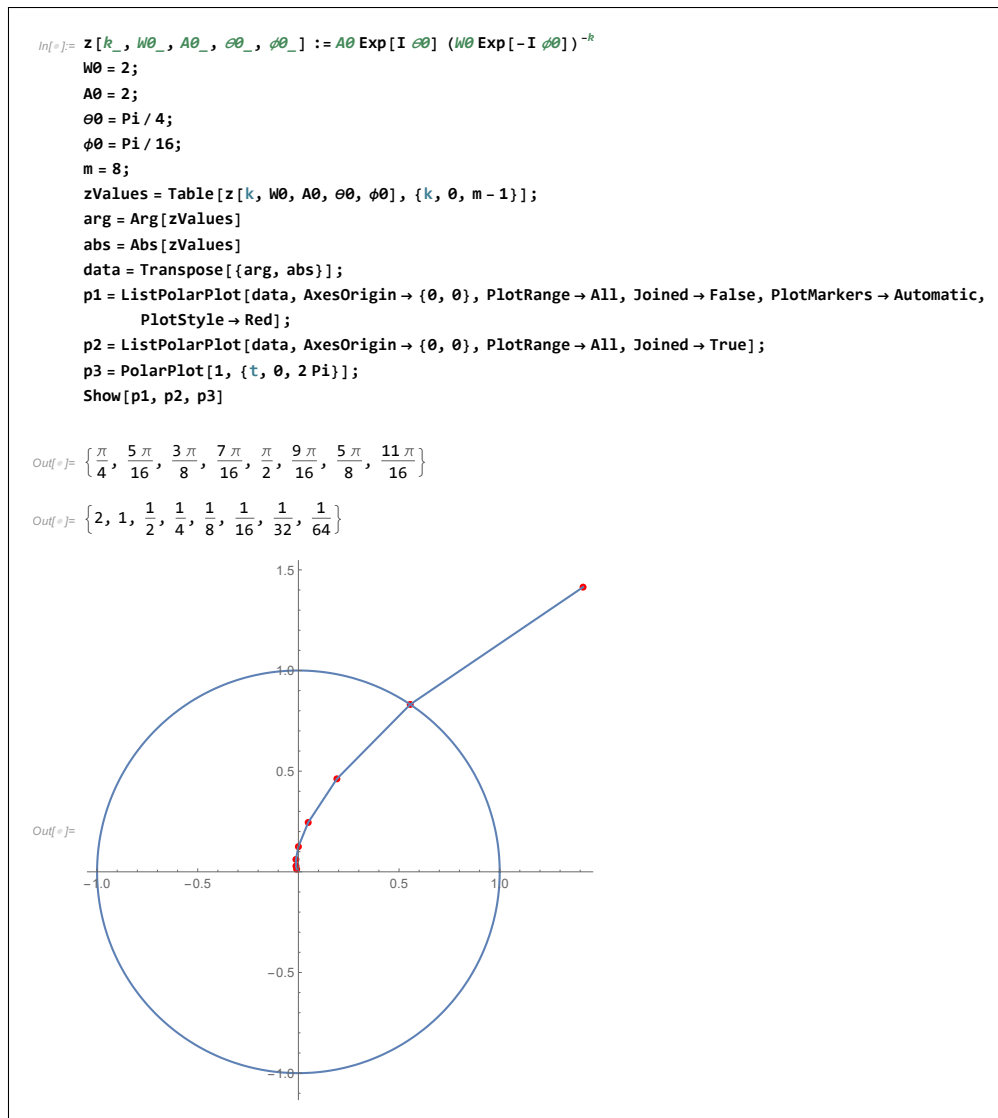 In[◦]:= z[k_, W0_, A0_, θ0_, ϕ0_] := A0 Exp[I θ0] (W0 Exp[-I ϕ0])^-k
W0 = 2;
A0 = 2;
θ0 = Pi / 4;
ϕ0 = Pi / 16;
m = 8;
zValues = Table[z[k, W0, A0, θ0, ϕ0], {k, 0, m - 1}];
arg = Arg[zValues]
abs = Abs[zValues]
data = Transpose[{arg, abs}];
p1 = ListPolarPlot[data, AxesOrigin → {0, 0}, PlotRange → All, Joined → False, PlotMarkers → Automatic,
PlotStyle → Red];
p2 = ListPolarPlot[data, AxesOrigin → {0, 0}, PlotRange → All, Joined → True];
p3 = PolarPlot[1, {t, 0, 2 Pi}];
Show[p1, p2, p3]
Out[◦]= {π/4, 5 π/16, 3 π/8, 7 π/16, π/2, 9 π/16, 5 π/8, 11 π/16}
Out[◦]= {2, 1, 1/2, 1/4, 1/8, 1/16, 1/32, 1/64}
1.5
1.0
0.5
Out[◦]=
-1.0 -0.5 0.5 1.0
-0.5
-1.0